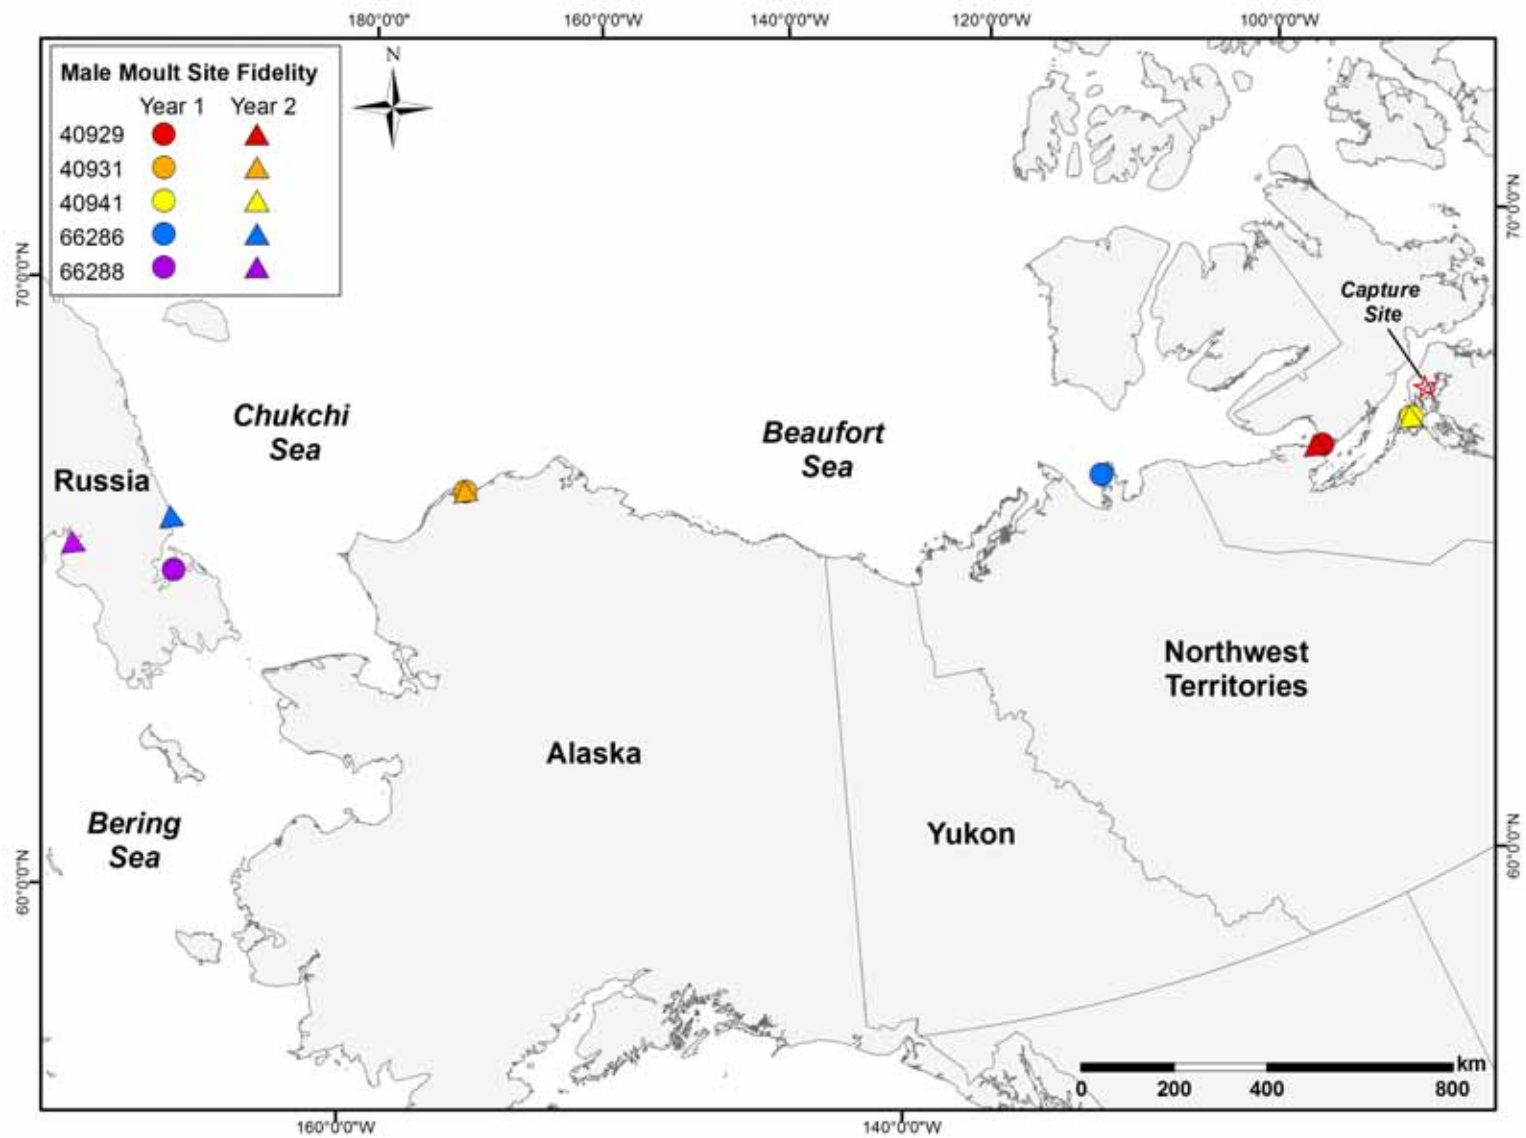 180°0'0"
160°0'0"W
140°0'0"W
120°0'0"W
100°0'0"W
N
Male Moult Site Fidelity
Year 1 Year 2
40929
40931
40941
66286
66288
70°0'0"N
70°0'0"N
Capture
Site
Chukchi
Sea
Beaufort
Sea
Russia
Northwest
Territories
Alaska
Bering
Sea
Yukon
60°0'0"N
60°0'0"N
km
0 200 400 800
160°0'0"W
140°0'0"W